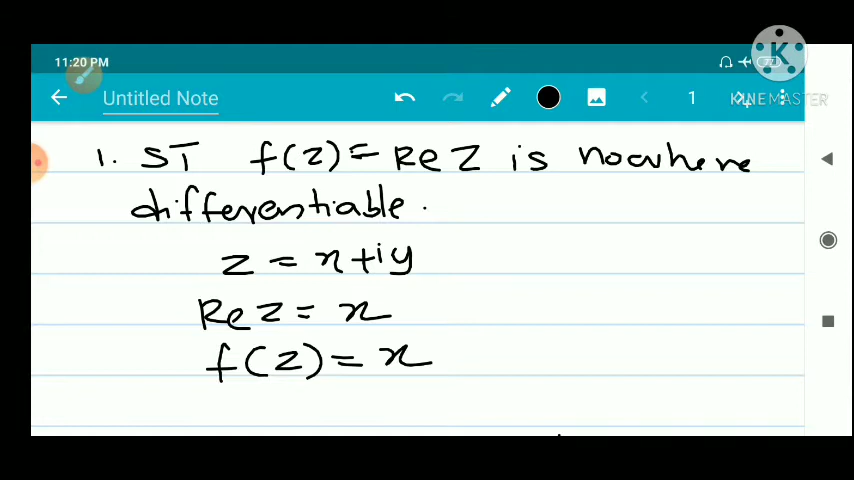 11:20 PM
Untitled Note
1
K
KINEMASTER
1. ST f(z) = Re Z is nowhere
differentiable.
z = x+iy
Re z = x
f(z) = x